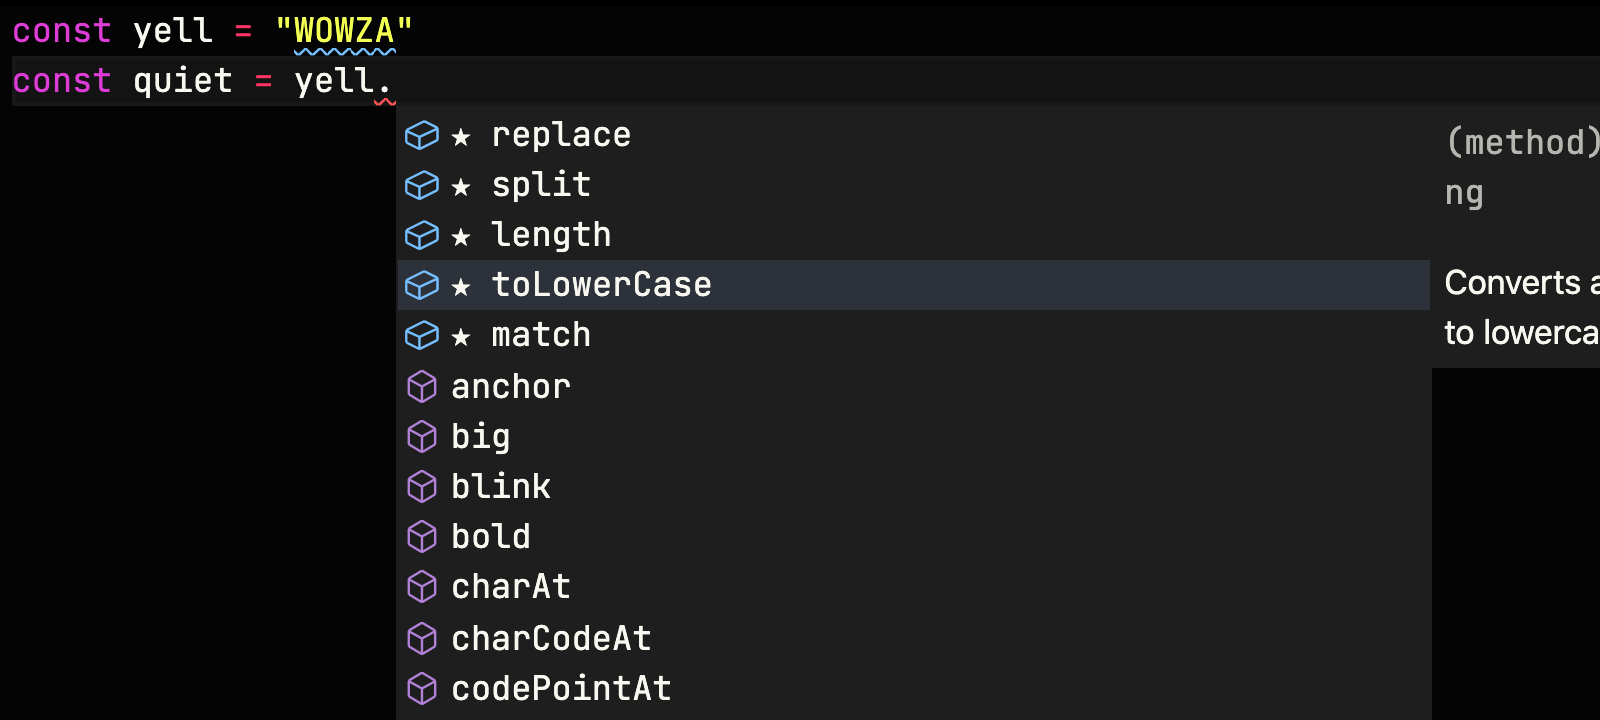 const yell = "WOWZA"
const quiet = yell.
★ replace
★ split
★ length
★ toLowerCase
★ match
anchor
big
blink
bold
charAt
charCodeAt
codePointAt
(method)
ng
Converts
to